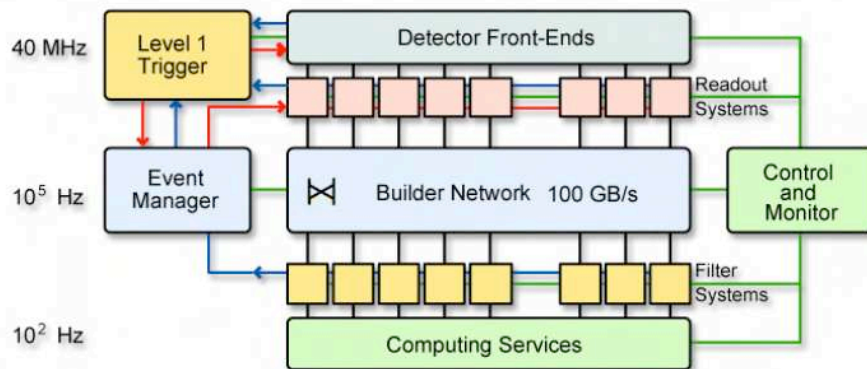 40 MHz
Level 1
Trigger
Detector Front-Ends
Readout
Systems
10⁵ Hz
Event
Manager
Builder Network 100 GB/s
Control
and
Monitor
Filter
Systems
10² Hz
Computing Services